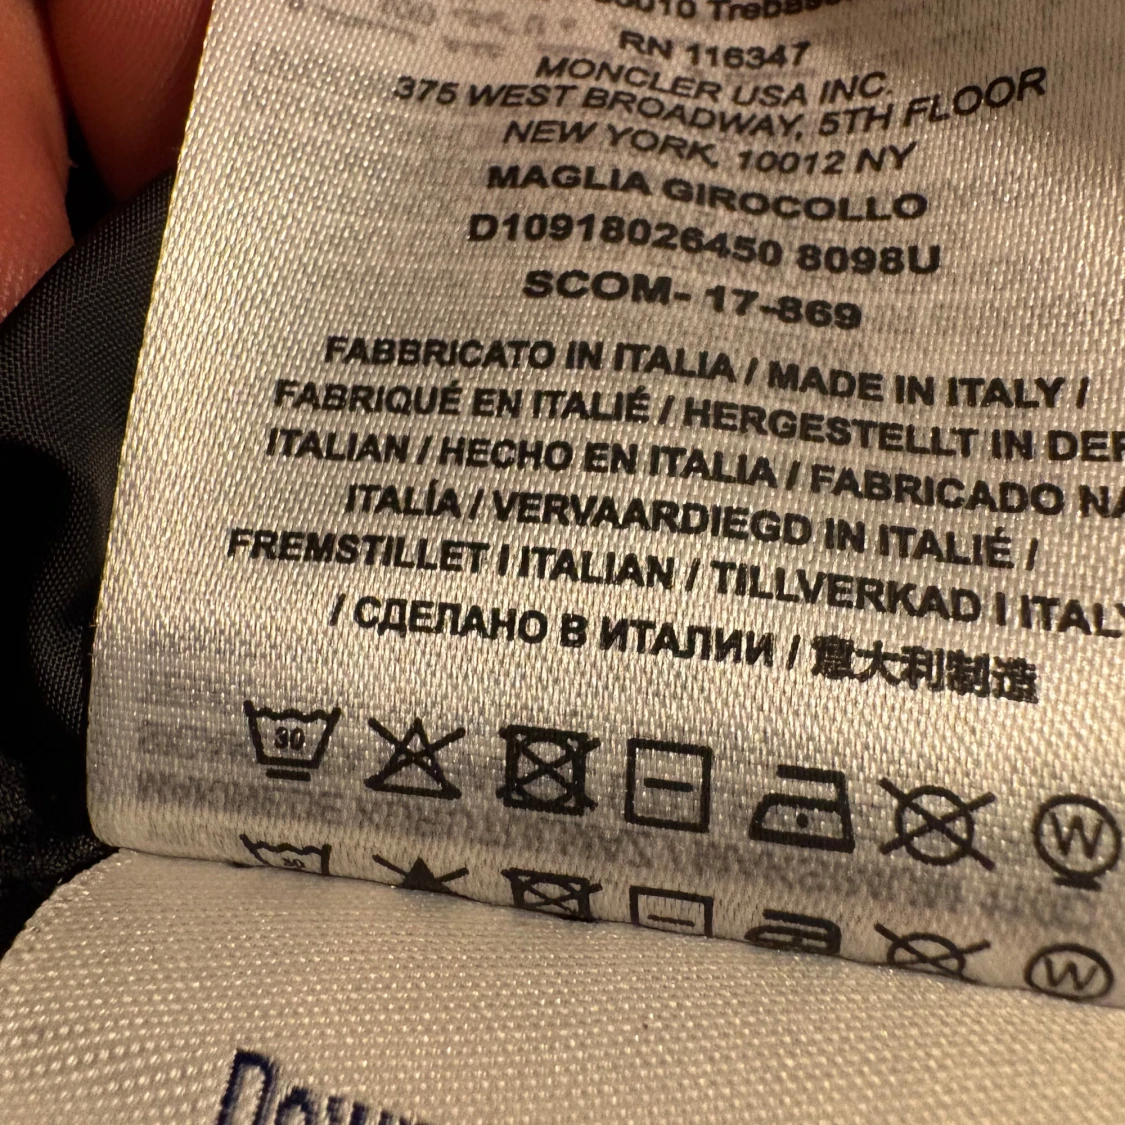 RN 116347
MONCLER USA INC.
375 WEST BROADWAY, 5TH FLOOR
NEW YORK, 10012 NY
MAGLIA GIROCOLLO
D10918026450 8098U
SCOM- 17-869
FABBRICATO IN ITALIA / MADE IN ITALY /
FABRIQUÉ EN ITALIÉ / HERGESTELLT IN DER
ITALIAN / HECHO EN ITALIA / FABRICADO NA
ITALÍA / VERVAARDIEGD IN ITALIÉ /
FREMSTILLET I ITALIAN / TILLVERKAD I ITALY
/ СДЕЛАНО В ИТАЛИИ / 意大利制造
30
W
30
W